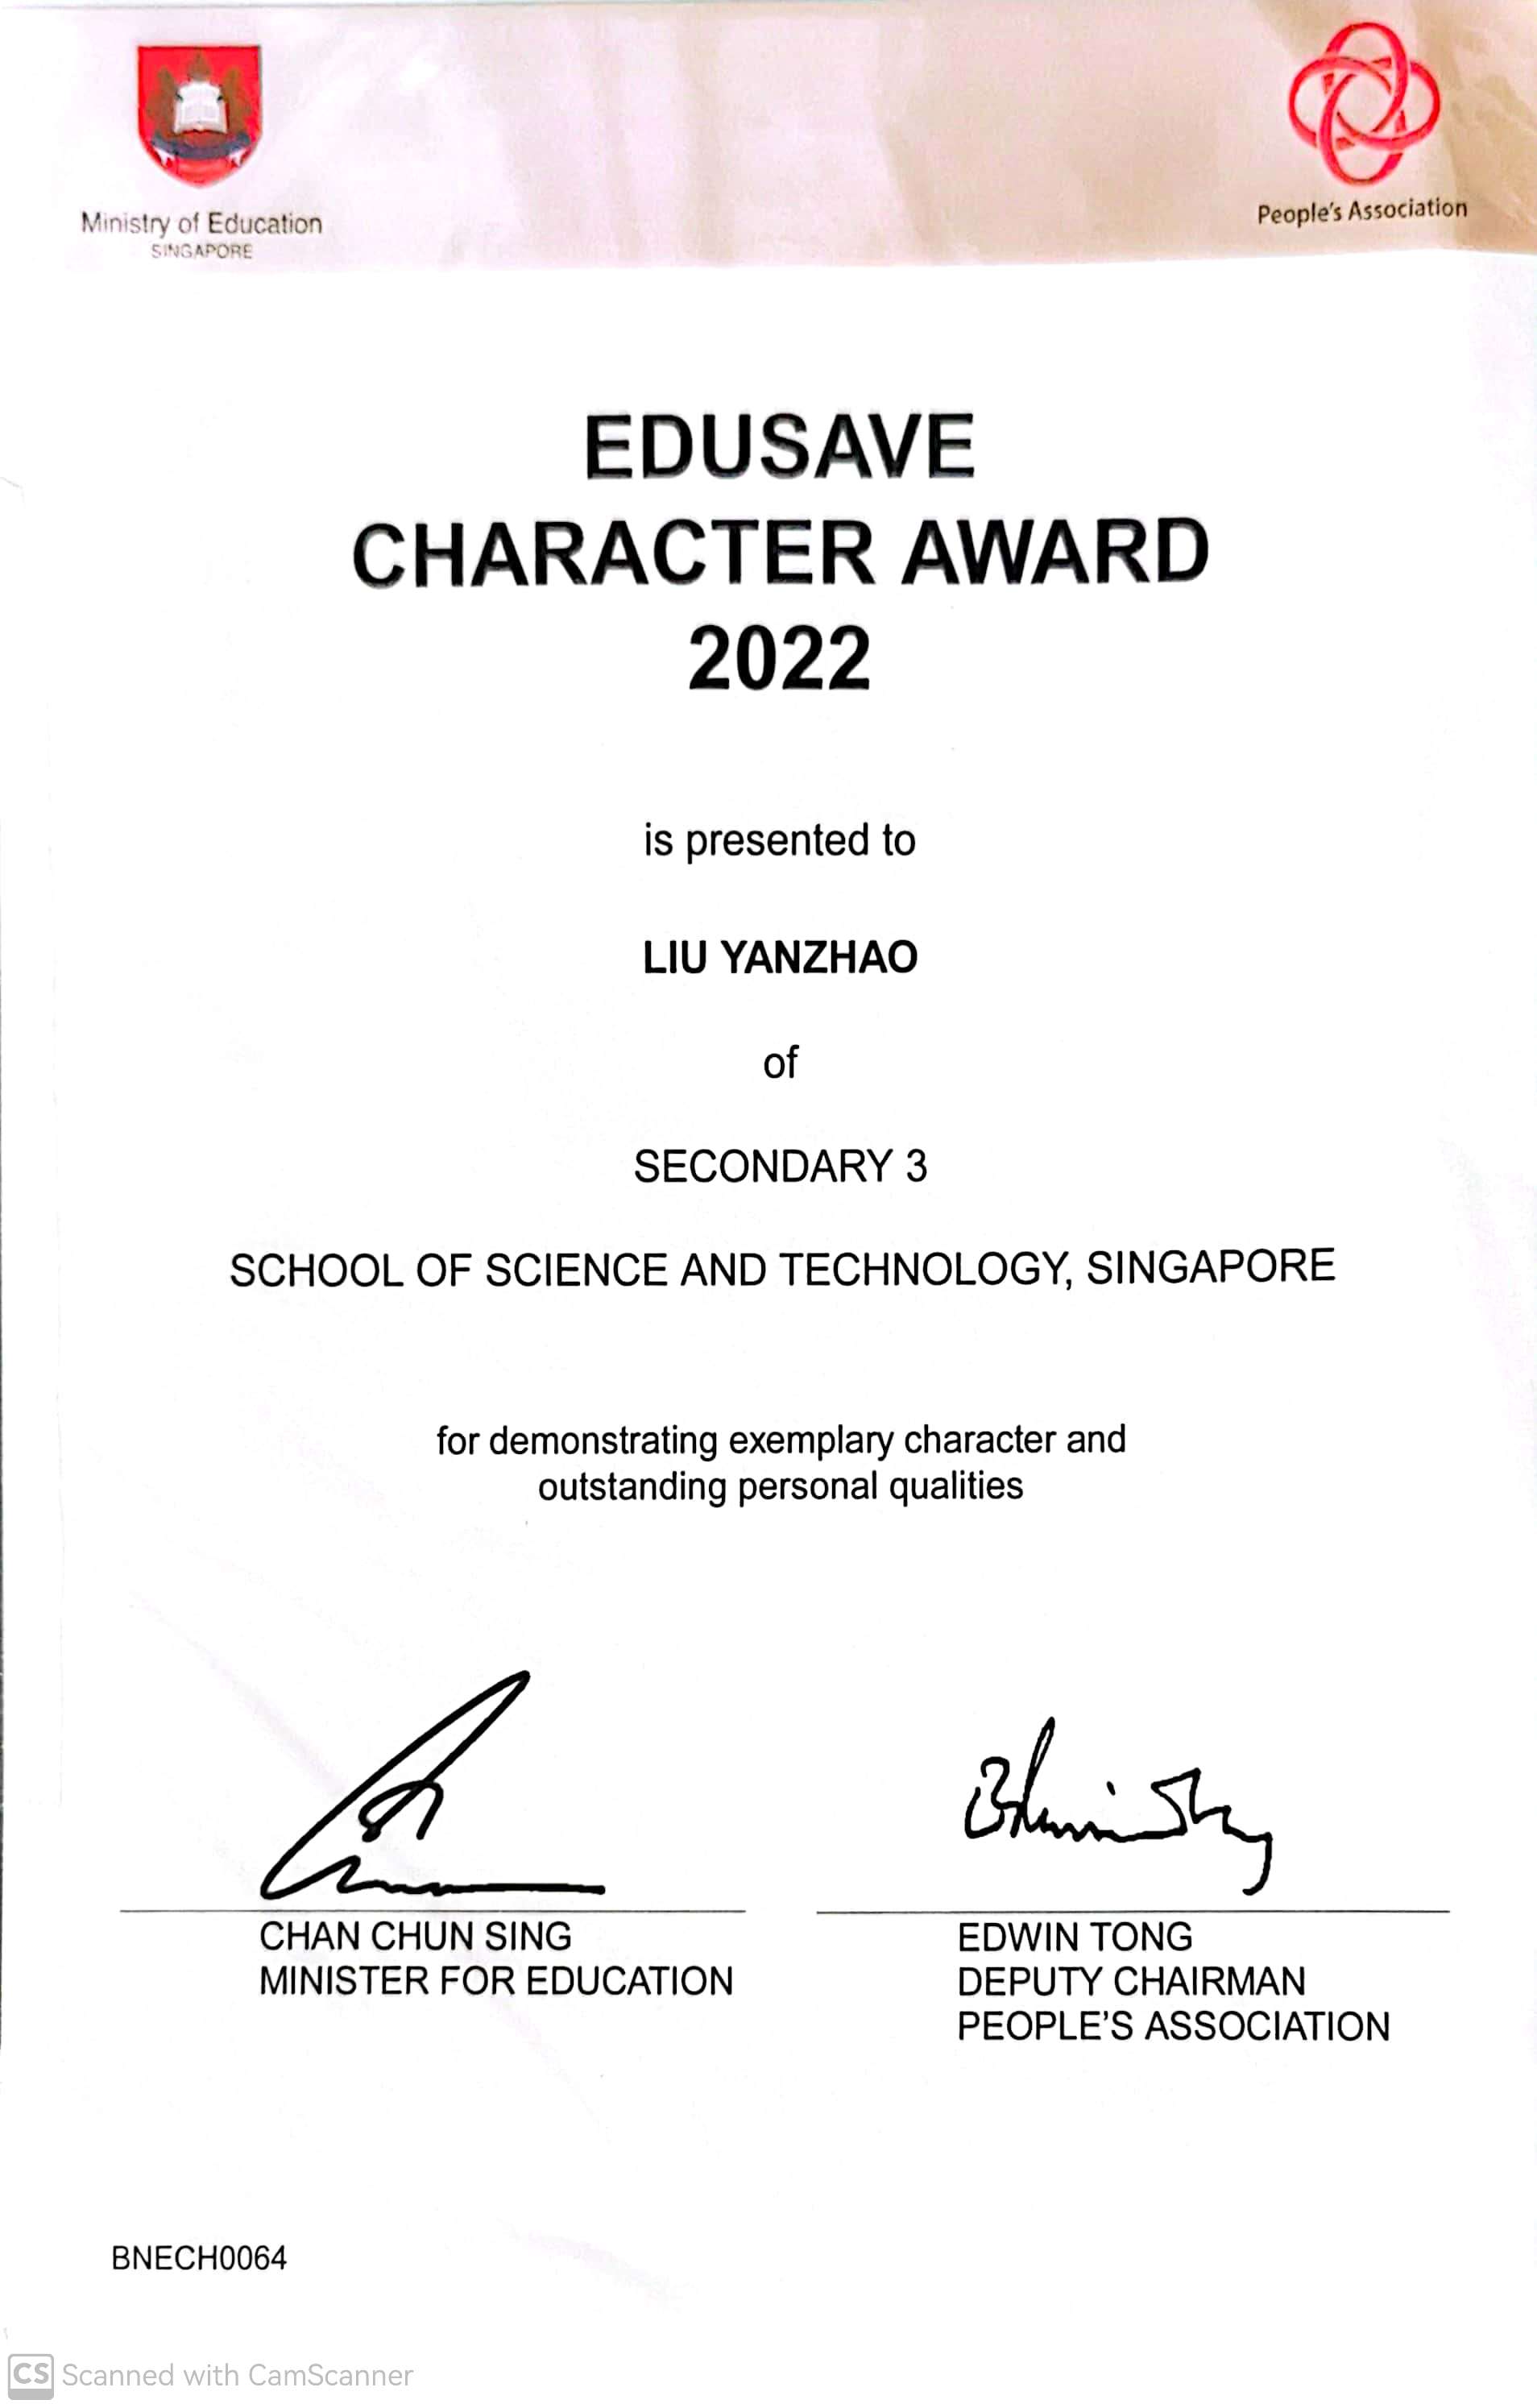 Ministry of Education
SINGAPORE
People's Association
EDUSAVE
CHARACTER AWARD
2022
is presented to
LIU YANZHAO
of
SECONDARY 3
SCHOOL OF SCIENCE AND TECHNOLOGY, SINGAPORE
for demonstrating exemplary character and
outstanding personal qualities
CHAN CHUN SING
MINISTER FOR EDUCATION
EDWIN TONG
DEPUTY CHAIRMAN
PEOPLE'S ASSOCIATION
BNECH0064
CS Scanned with CamScanner